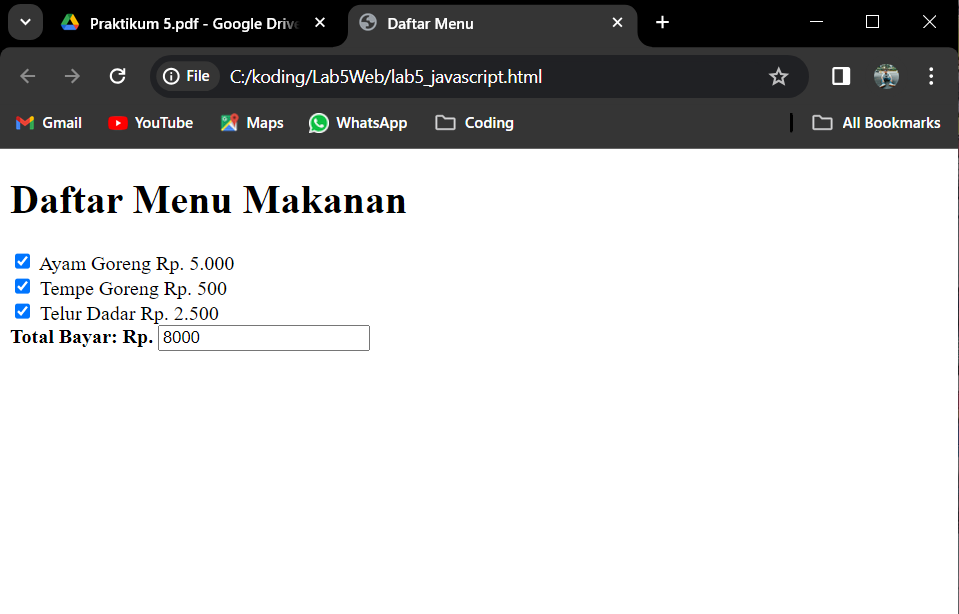 Praktikum 5.pdf - Google Drive
Daftar Menu
File C:/koding/Lab5Web/lab5_javascript.html
Gmail YouTube Maps WhatsApp Coding All Bookmarks
Daftar Menu Makanan
Ayam Goreng Rp. 5.000
Tempe Goreng Rp. 500
Telur Dadar Rp. 2.500
Total Bayar: Rp. 8000